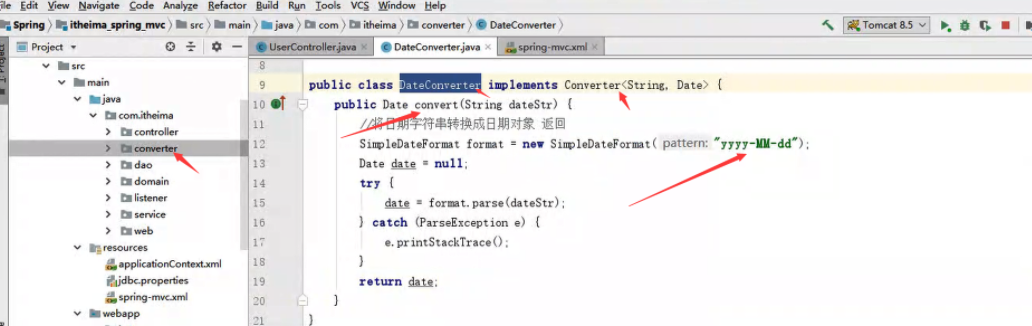 ile Edit View Navigate Code Analyze Refactor Build Run Tools VCS Window Help
Spring itheima_spring_mvc src main java com itheima converter DateConverter Tomcat 8.5
Project
UserController.java DateConverter.java spring-mvc.xml
src
main
java
com.itheima
controller
converter
dao
domain
listener
service
web
resources
applicationContext.xml
jdbc.properties
spring-mvc.xml
webapp
8
9 public class DateConverter implements Converter<String, Date> {
10 public Date convert(String dateStr) {
11 //将日期字符串转换成日期对象 返回
12 SimpleDateFormat format = new SimpleDateFormat( pattern: "yyyy-MM-dd");
13 Date date = null;
14 try {
15 date = format.parse(dateStr);
16 } catch (ParseException e) {
17 e.printStackTrace();
18 }
19 return date;
20 }
21 }